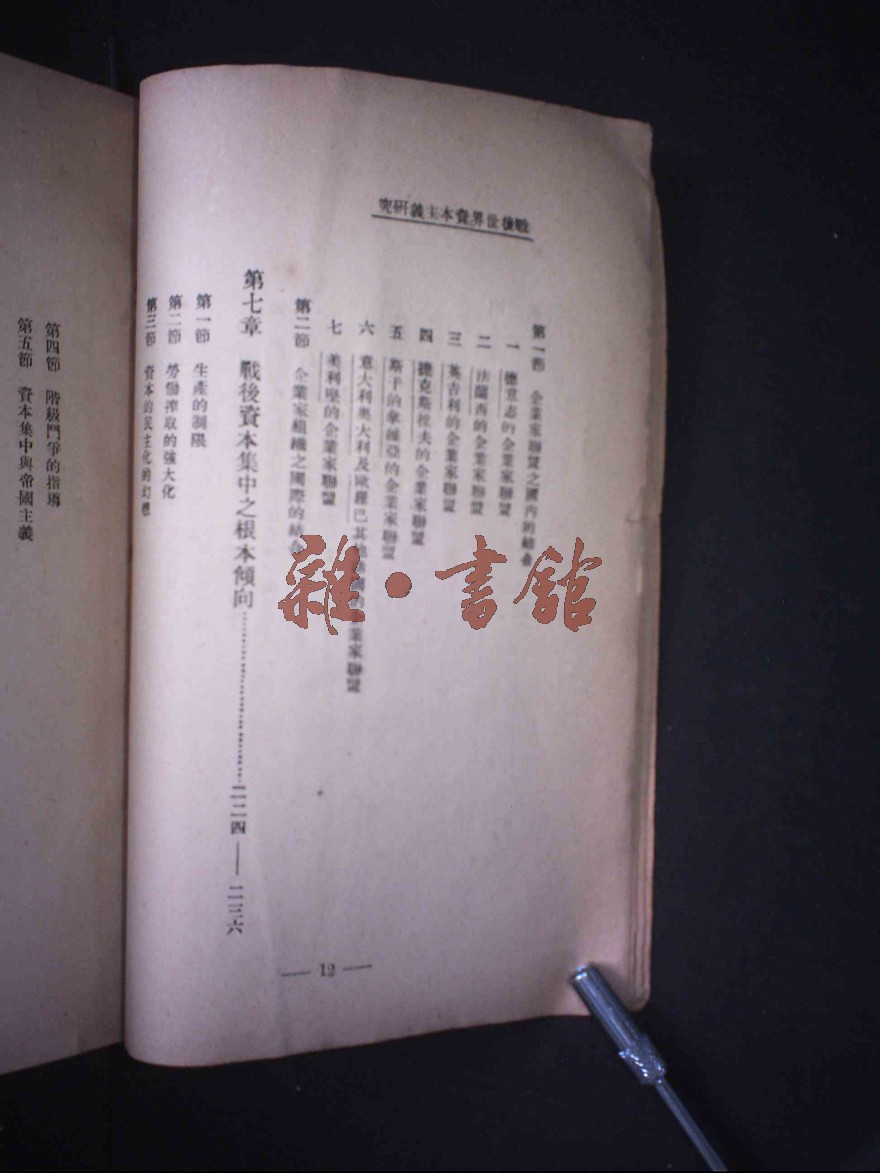 戰後世界資本主義研究
第一節 企業家聯盟之國內的結合
一 德意志的企業家聯盟
二 法蘭西的企業家聯盟
三 英吉利的企業家聯盟
四 捷克斯拉夫的企業家聯盟
五 斯干的拿維亞的企業家聯盟
六 意大利奧大利及歐羅巴其他 的企業家聯盟
七 美利堅的企業家聯盟
第二節 企業家組織之國際的結合
第七章 戰後資本集中之根本傾向⋯⋯⋯⋯二二四——二三六
第一節 生產的制限
第二節 勞働搾取的強大化
第三節 資本的民主化的幻想
— 12 —
第四節 階級鬥爭的指導
第五節 資本集中與帝國主義
雜·書館